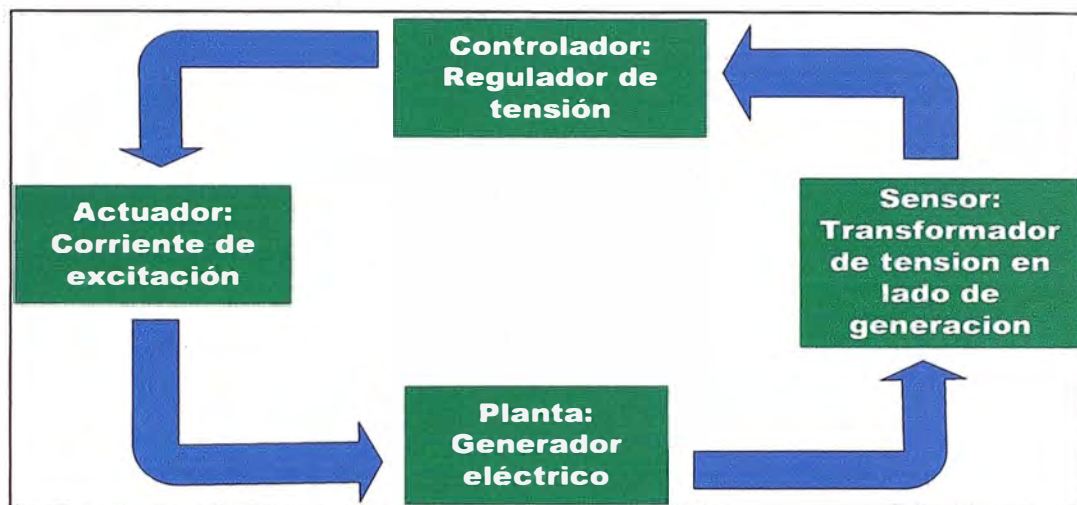 Controlador:
Regulador de
tensión
Actuador:
Corriente de
excitación
Sensor:
Transformador
de tension en
lado de
generacion
Planta:
Generador
eléctrico